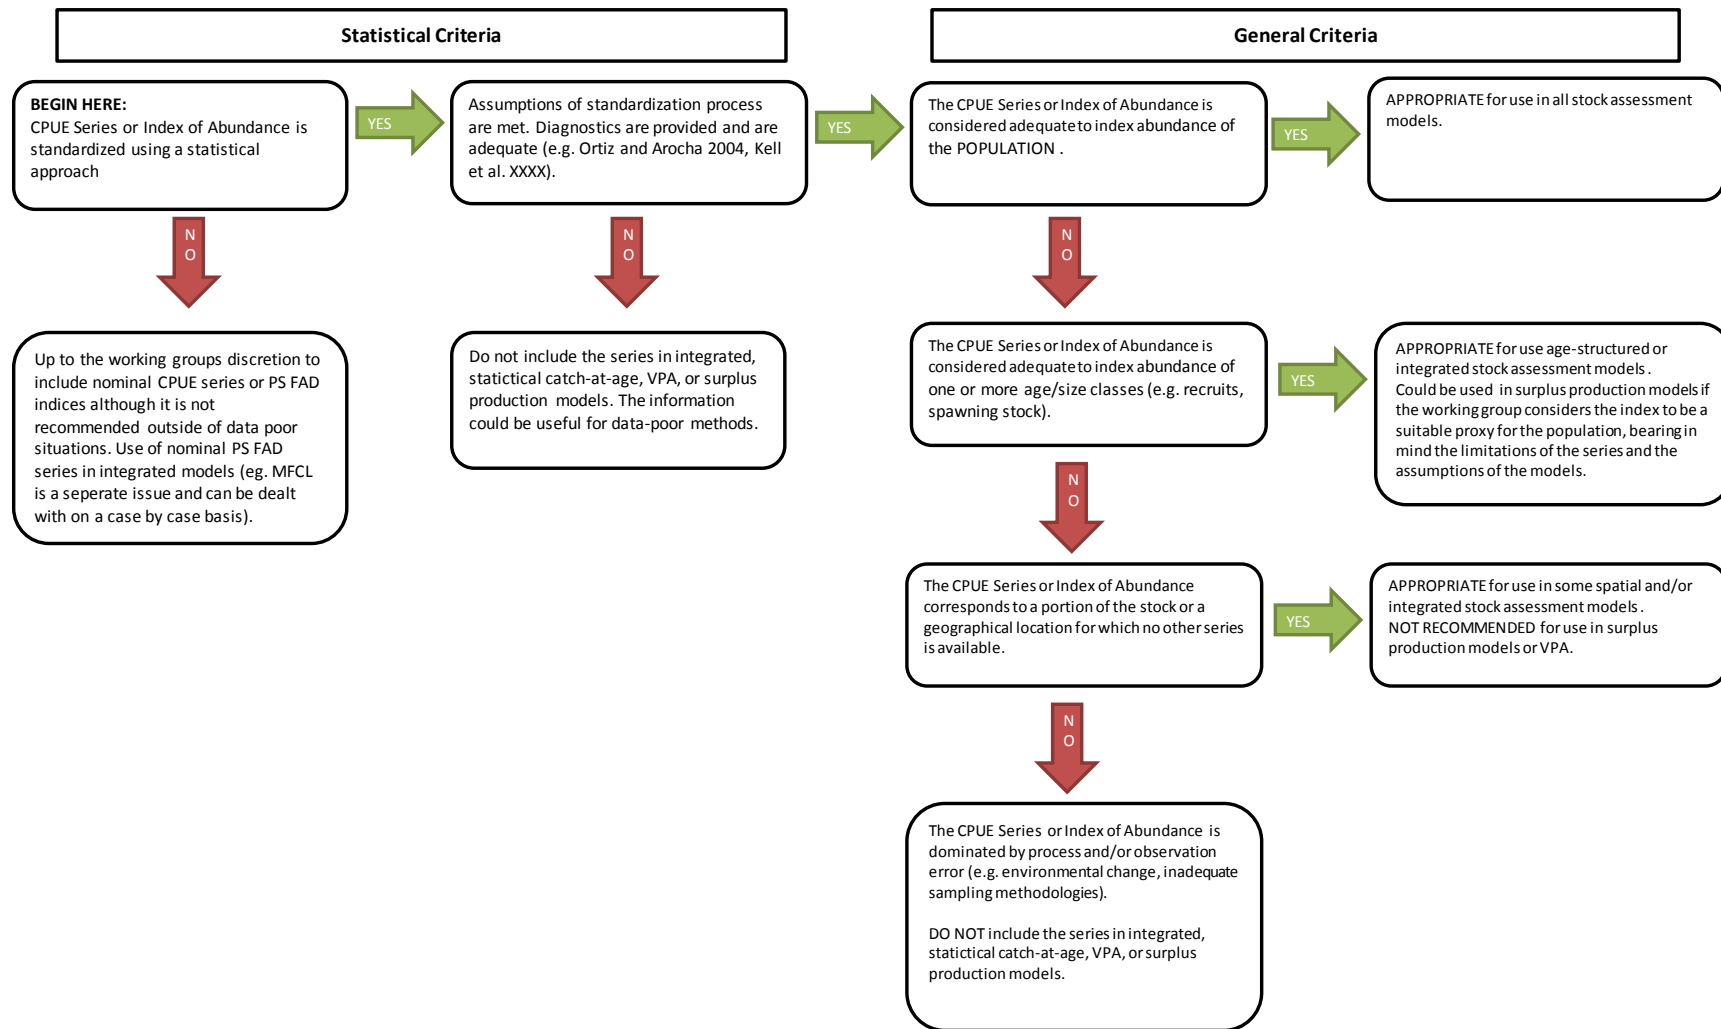 Statistical Criteria
General Criteria
BEGIN HERE:
CPUE Series or Index of Abundance is
standardized using a statistical
approach
YES
Assumptions of standardization process
are met. Diagnostics are provided and are
adequate (e.g. Ortiz and Arocha 2004, Kell
et al. XXXX).
YES
The CPUE Series or Index of Abundance is
considered adequate to index abundance of
the POPULATION .
YES
APPROPRIATE for use in all stock assessment
models.
N
O
N
O
N
O
Up to the working groups discretion to
include nominal CPUE series or PS FAD
indices although it is not
recommended outside of data poor
situations. Use of nominal PS FAD
series in integrated models (eg. MFCL
is a seperate issue and can be dealt
with on a case by case basis).
Do not include the series in integrated,
statictical catch-at-age, VPA, or surplus
production models. The information
could be useful for data-poor methods.
The CPUE Series or Index of Abundance is
considered adequate to index abundance of
one or more age/size classes (e.g. recruits,
spawning stock).
YES
APPROPRIATE for use age-structured or
integrated stock assessment models .
Could be used in surplus production models if
the working group considers the index to be a
suitable proxy for the population, bearing in
mind the limitations of the series and the
assumptions of the models.
N
O
The CPUE Series or Index of Abundance
corresponds to a portion of the stock or a
geographical location for which no other series
is available.
YES
APPROPRIATE for use in some spatial and/or
integrated stock assessment models .
NOT RECOMMENDED for use in surplus
production models or VPA.
N
O
The CPUE Series or Index of Abundance is
dominated by process and/or observation
error (e.g. environmental change, inadequate
sampling methodologies).
DO NOT include the series in integrated,
statictical catch-at-age, VPA, or surplus
production models.